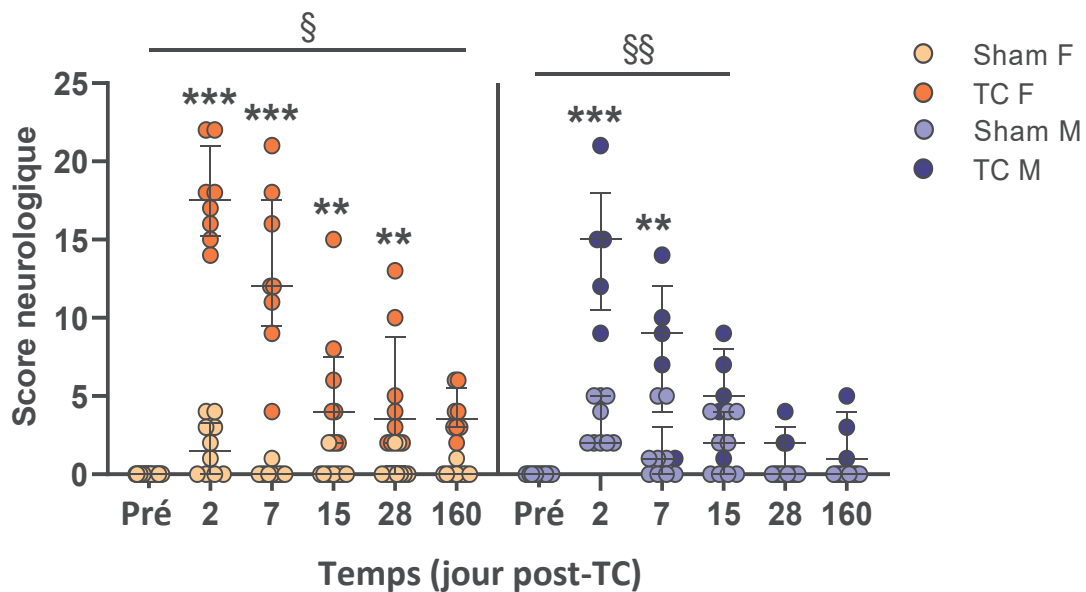 §
§§
Sham F
TC F
Sham M
TC M
Score neurologique
25
20
15
10
5
0
***
***
**
**
***
**
Pré 2 7 15 28 160
Pré 2 7 15 28 160
Temps (jour post-TC)